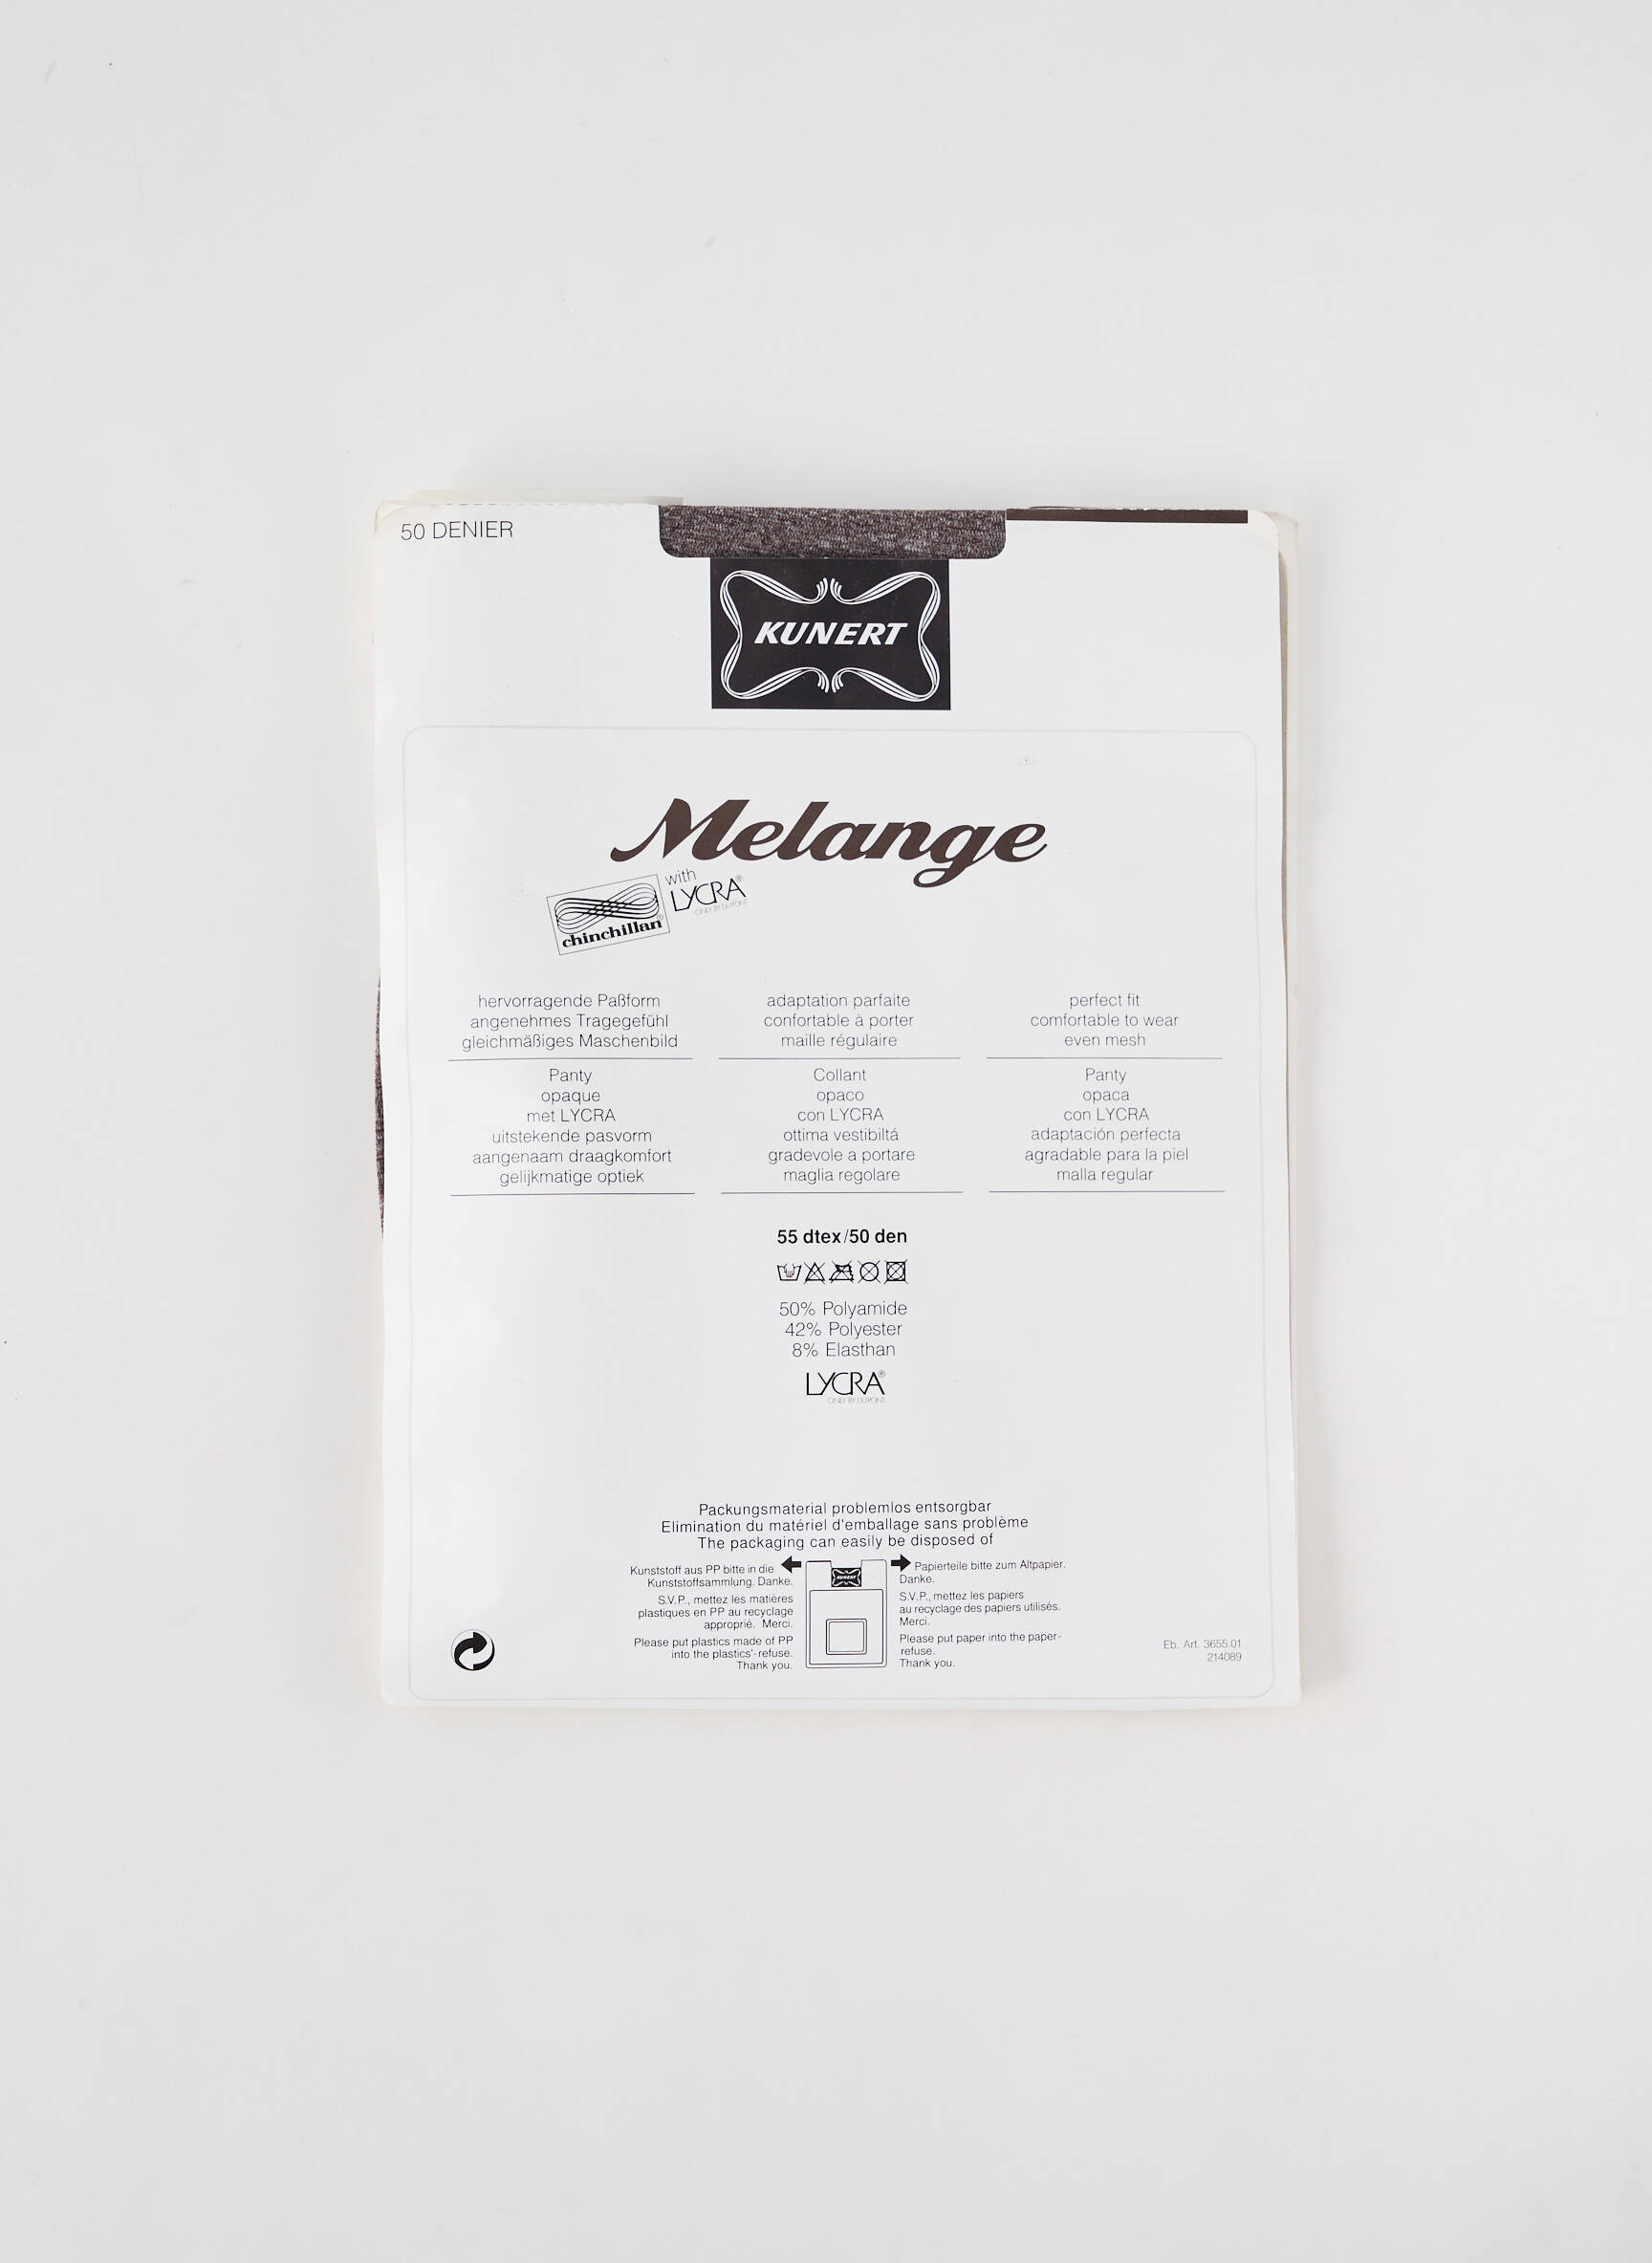 50 DENIER
KUNERT
Melange
with
LYCRA®
ONLY BY DUPONT
chinchillan®
hervorragende Paßform
angenehmes Tragegefühl
gleichmäßiges Maschenbild
adaptation parfaite
confortable à porter
maille régulaire
perfect fit
comfortable to wear
even mesh
Panty
opaque
met LYCRA
uitstekende pasvorm
aangenaam draagkomfort
gelijkmatige optiek
Collant
opaco
con LYCRA
ottima vestibiltá
gradevole a portare
maglia regolare
Panty
opaca
con LYCRA
adaptación perfecta
agradable para la piel
malla regular
55 dtex/50 den
50% Polyamide
42% Polyester
8% Elasthan
LYCRA®
ONLY BY DUPONT
Packungsmaterial problemlos entsorgbar
Elimination du matériel d'emballage sans problème
The packaging can easily be disposed of
Kunststoff aus PP bitte in die
Kunststoffsammlung. Danke.
S.V.P., mettez les matières
plastiques en PP au recyclage
approprié. Merci.
Please put plastics made of PP
into the plastics'-refuse.
Thank you.
KUNERT
Papierteile bitte zum Altpapier.
Danke.
S.V.P., mettez les papiers
au recyclage des papiers utilisés.
Merci.
Please put paper into the paper-
refuse.
Thank you.
Eb. Art. 3655.01
214089